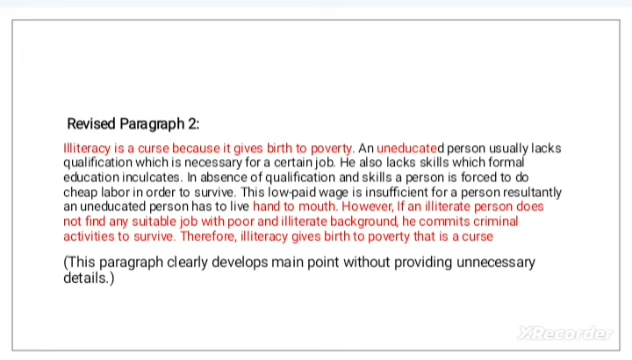 Revised Paragraph 2:
Illiteracy is a curse because it gives birth to poverty. An uneducated person usually lacks
qualification which is necessary for a certain job. He also lacks skills which formal
education inculcates. In absence of qualification and skills a person is forced to do
cheap labor in order to survive. This low-paid wage is insufficient for a person resultantly
an uneducated person has to live hand to mouth. However, If an illiterate person does
not find any suitable job with poor and illiterate background, he commits criminal
activities to survive. Therefore, illiteracy gives birth to poverty that is a curse
(This paragraph clearly develops main point without providing unnecessary
details.)
XRecorder